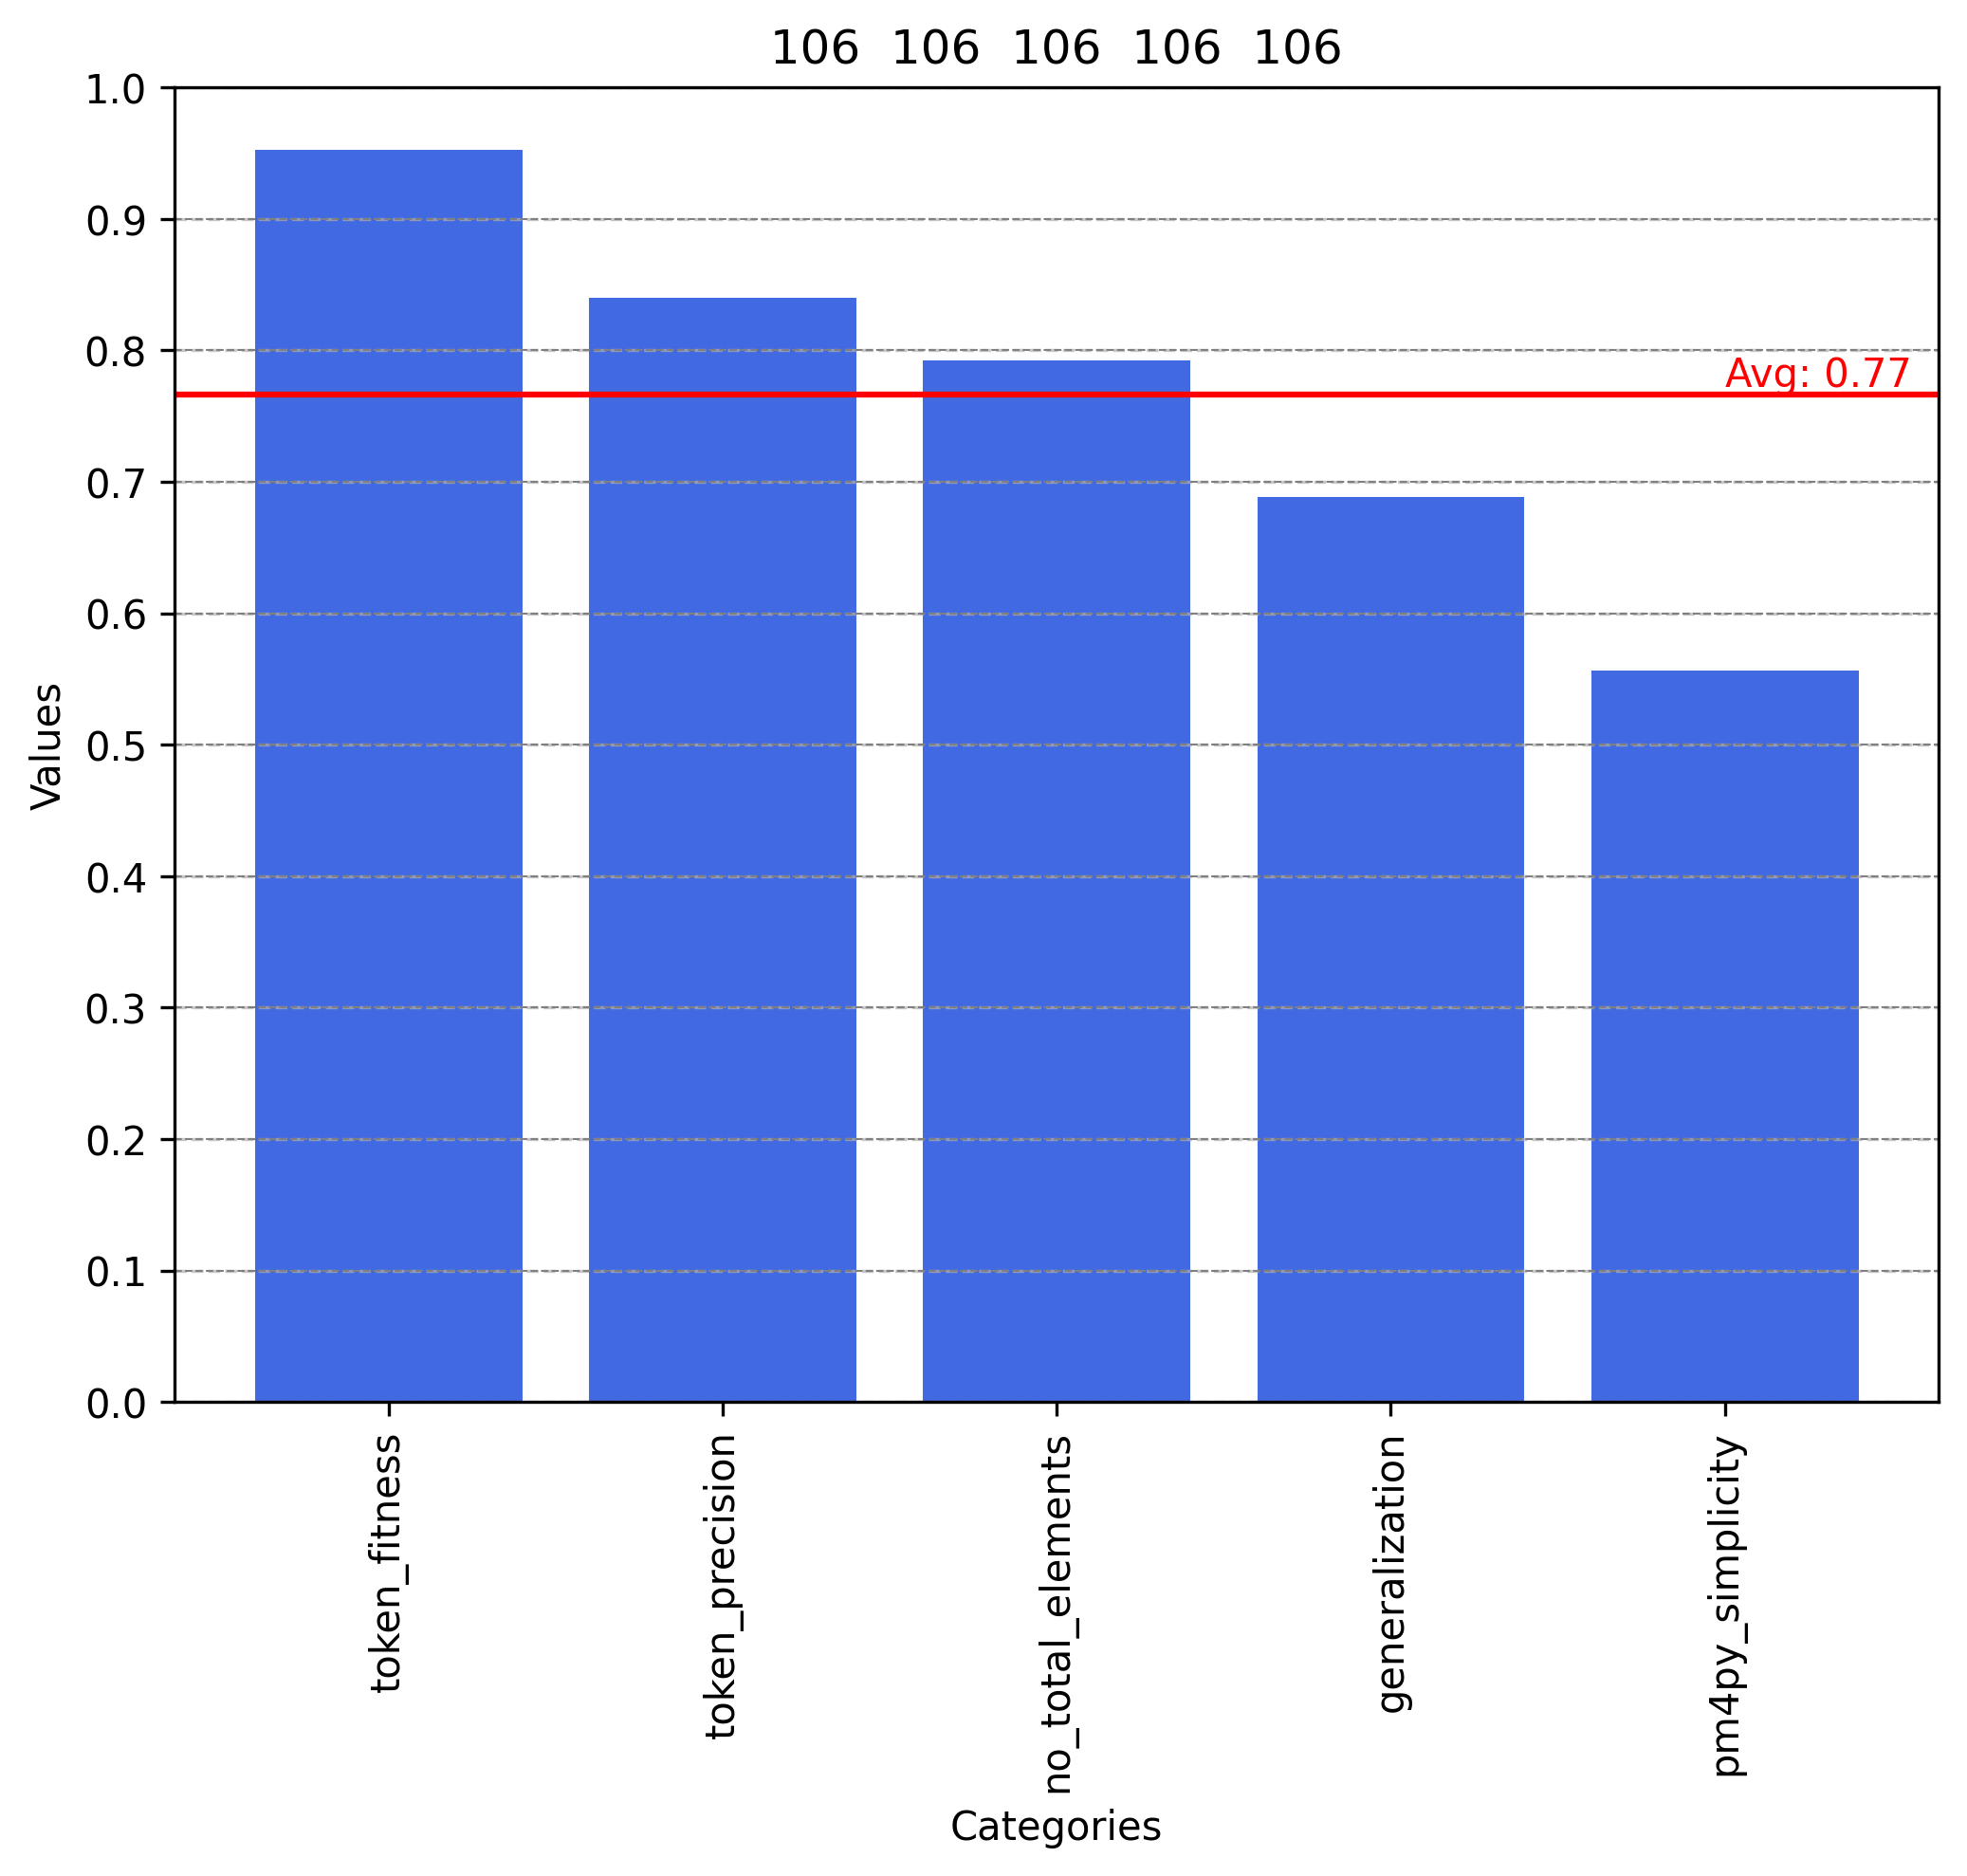 106 106 106 106 106
1.0
0.9
0.8
0.7
0.6
0.5
0.4
0.3
0.2
0.1
0.0
Values
Avg: 0.77
token_fitness
token_precision
no_total_elements
generalization
pm4py_simplicity
Categories